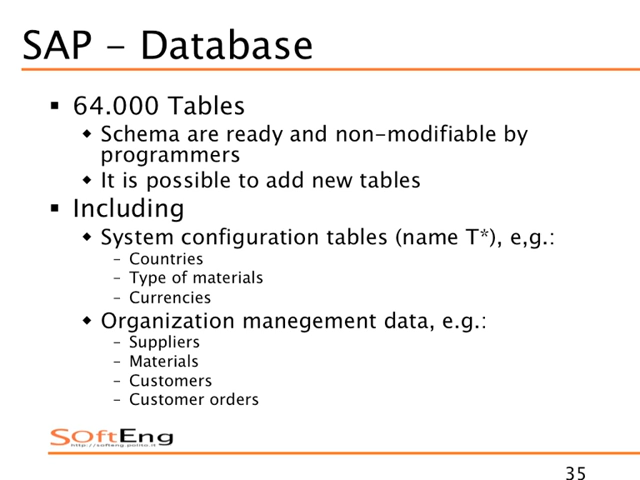 SAP – Database
▪ 64.000 Tables
◆ Schema are ready and non-modifiable by
programmers
◆ It is possible to add new tables
▪ Including
◆ System configuration tables (name T*), e,g.:
– Countries
– Type of materials
– Currencies
◆ Organization manegement data, e.g.:
– Suppliers
– Materials
– Customers
– Customer orders
SOftEng
http://softeng.polito.it
35